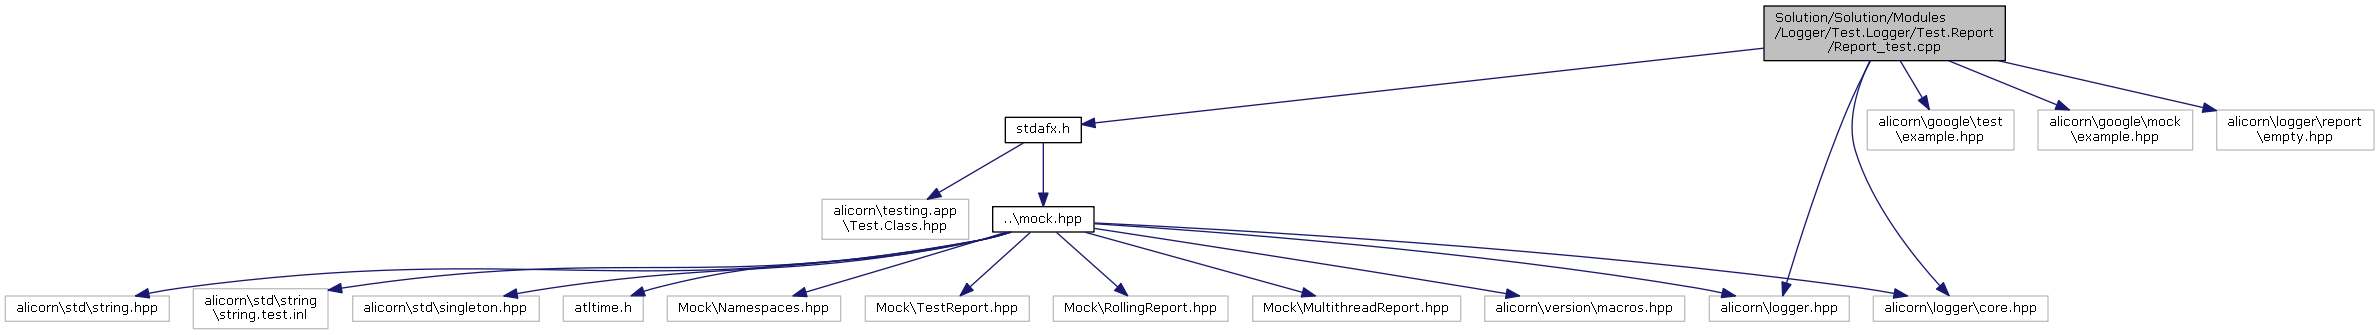 Solution/Solution/Modules
/Logger/Test.Logger/Test.Report
/Report_test.cpp
stdafx.h
alicorn\google\test
\example.hpp
alicorn\google\mock
\example.hpp
alicorn\logger\report
\empty.hpp
alicorn\testing.app
\Test.Class.hpp
..\mock.hpp
alicorn\std\string.hpp
alicorn\std\string
\string.test.inl
alicorn\std\singleton.hpp
atltime.h
Mock\Namespaces.hpp
Mock\TestReport.hpp
Mock\RollingReport.hpp
Mock\MultithreadReport.hpp
alicorn\version\macros.hpp
alicorn\logger.hpp
alicorn\logger\core.hpp